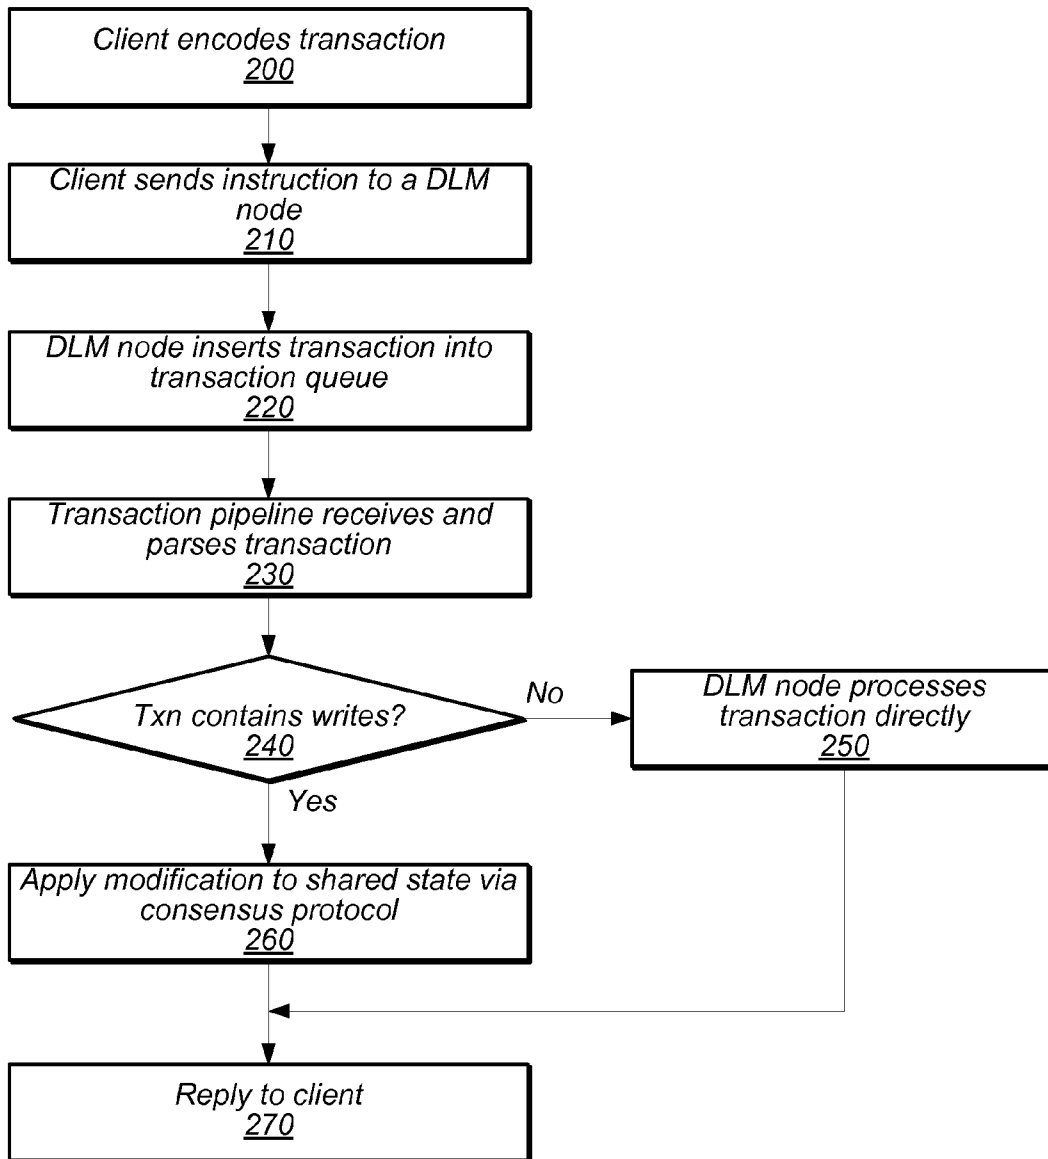 Client encodes transaction
200
Client sends instruction to a DLM
node
210
DLM node inserts transaction into
transaction queue
220
Transaction pipeline receives and
parses transaction
230
Txn contains writes?
240
No
DLM node processes
transaction directly
250
Yes
Apply modification to shared state via
consensus protocol
260
Reply to client
270